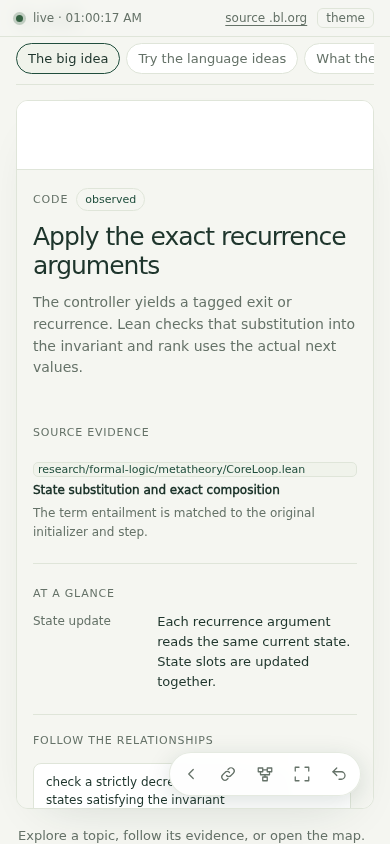 live · 01:00:17 AM
source .bl.org
theme
The big idea
Try the language ideas
What the
CODE
observed
Apply the exact recurrence
arguments
The controller yields a tagged exit or
recurrence. Lean checks that substitution into
the invariant and rank uses the actual next
values.
SOURCE EVIDENCE
research/formal-logic/metatheory/CoreLoop.lean
State substitution and exact composition
The term entailment is matched to the original
initializer and step.
AT A GLANCE
State update
Each recurrence argument
reads the same current state.
State slots are updated
together.
FOLLOW THE RELATIONSHIPS
check a strictly decre
states satisfying the invariant
Explore a topic, follow its evidence, or open the map.